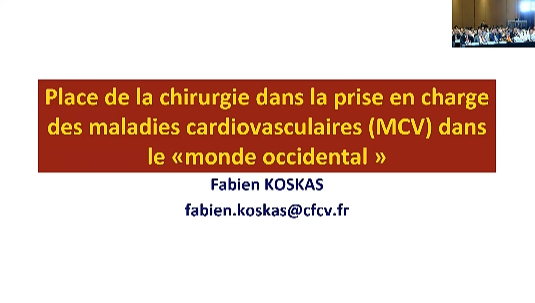 Place de la chirurgie dans la prise en charge
des maladies cardiovasculaires (MCV) dans
le «monde occidental »
Fabien KOSKAS
fabien.koskas@cfcv.fr